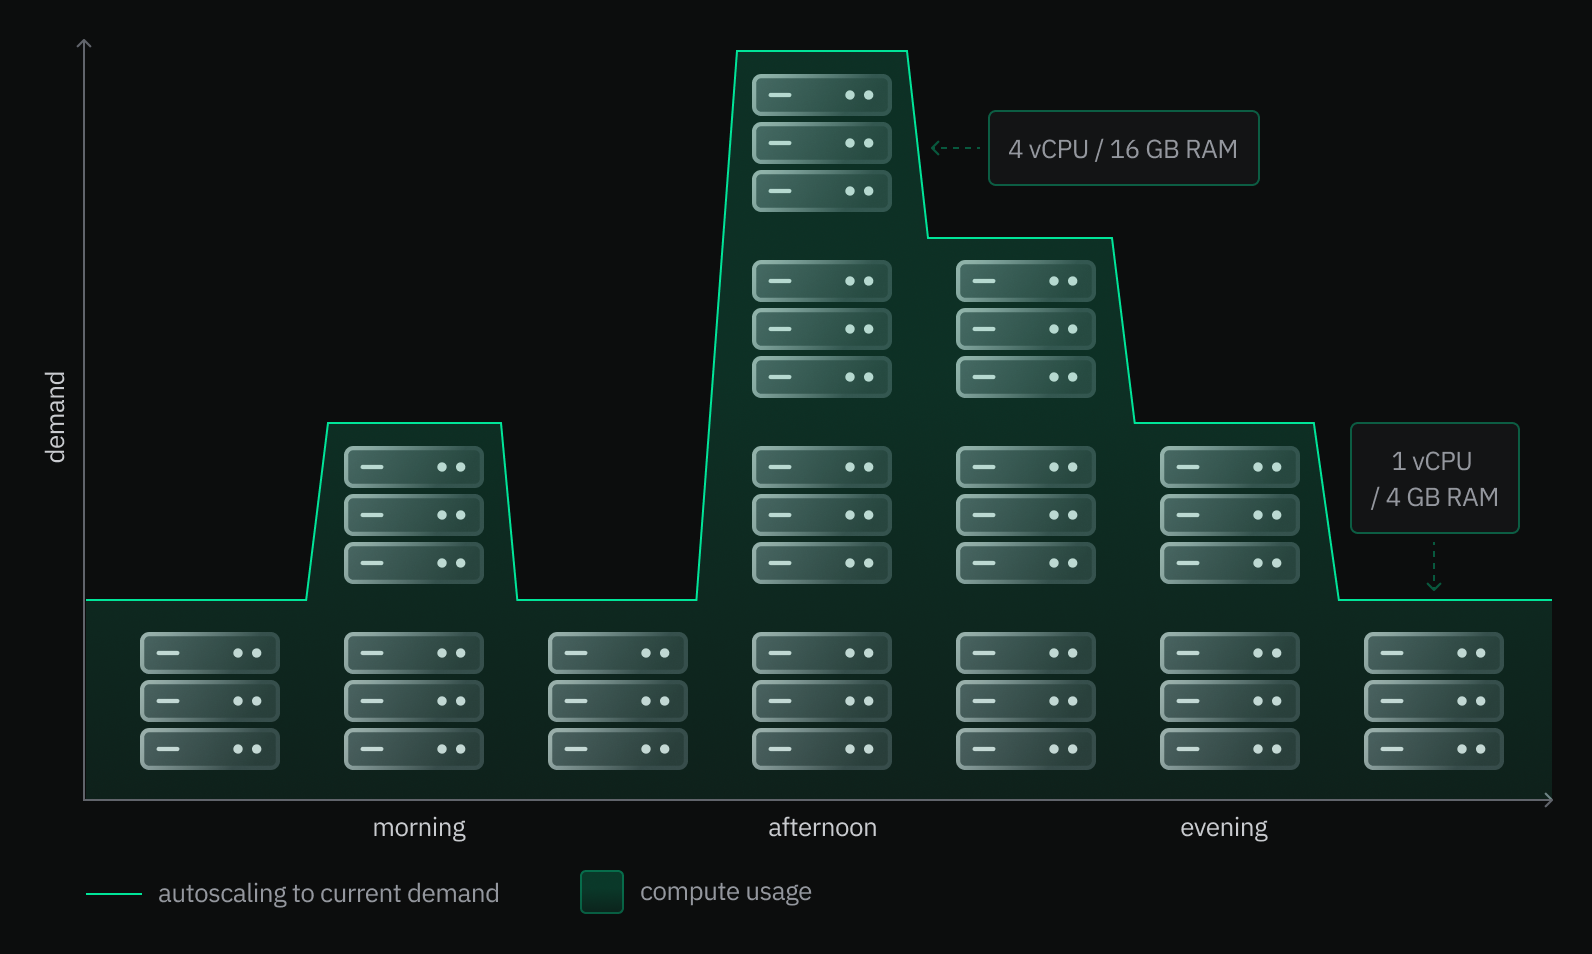 4 vCPU / 16 GB RAM
demand
1 vCPU
/ 4 GB RAM
morning
afternoon
evening
autoscaling to current demand
compute usage